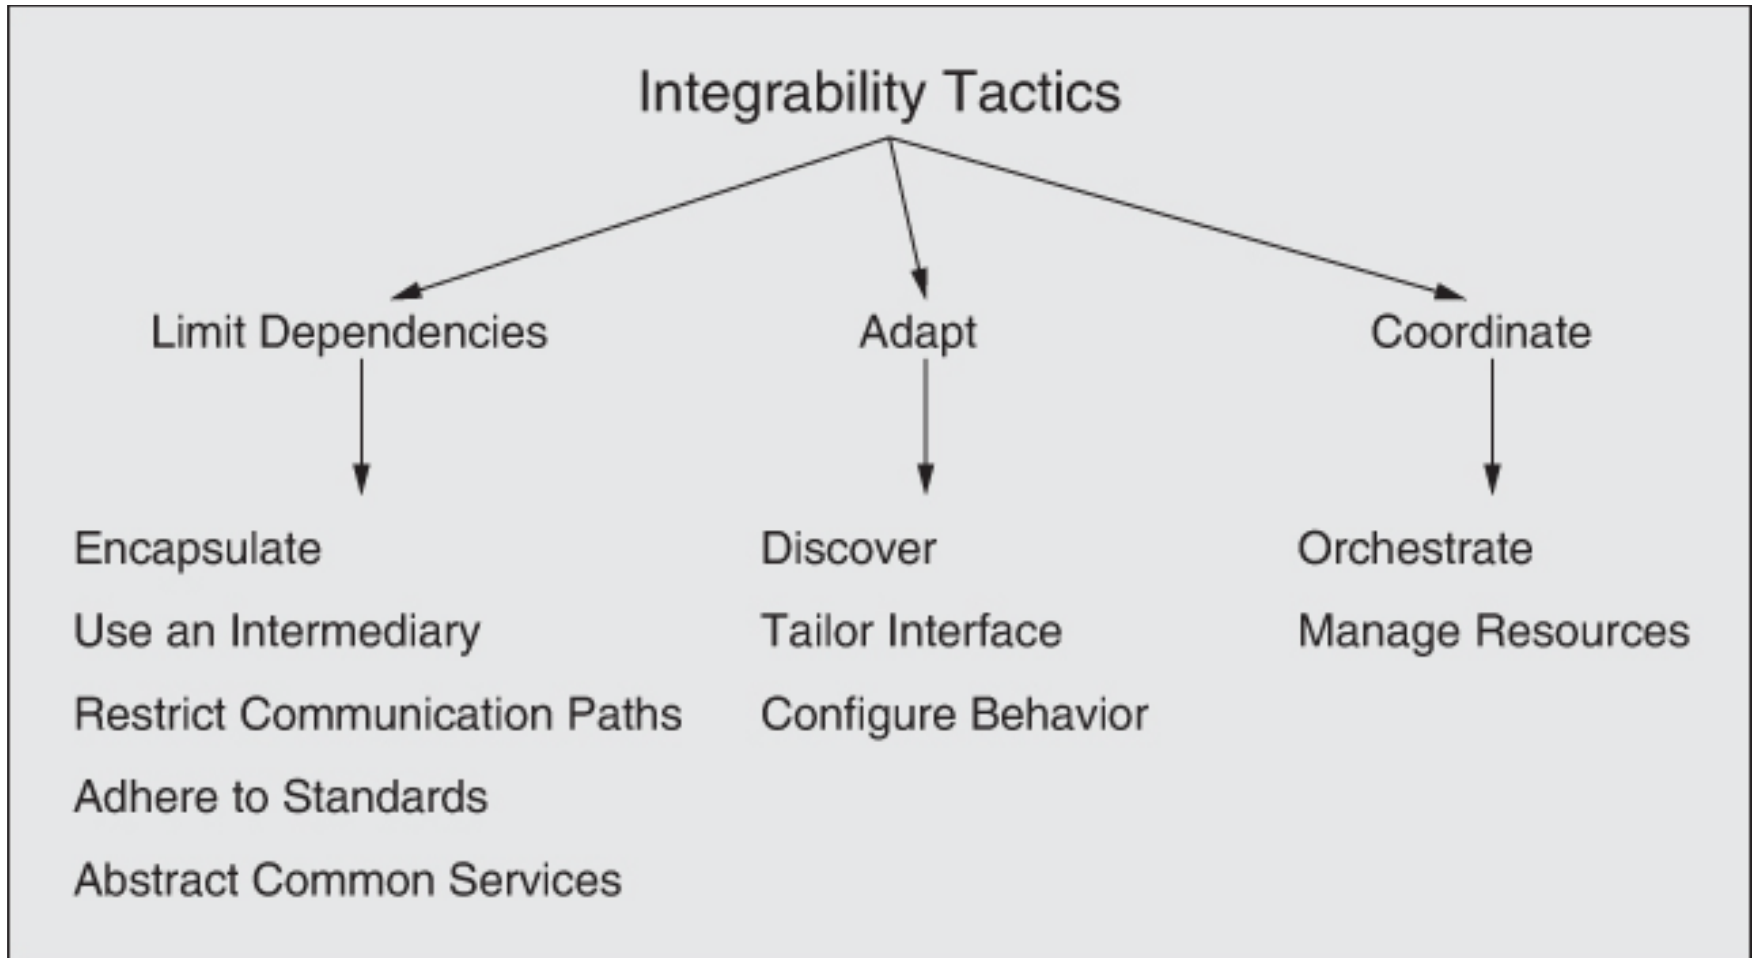 Integrability Tactics
Limit Dependencies
Adapt
Coordinate
Encapsulate
Use an Intermediary
Restrict Communication Paths
Adhere to Standards
Abstract Common Services
Discover
Tailor Interface
Configure Behavior
Orchestrate
Manage Resources